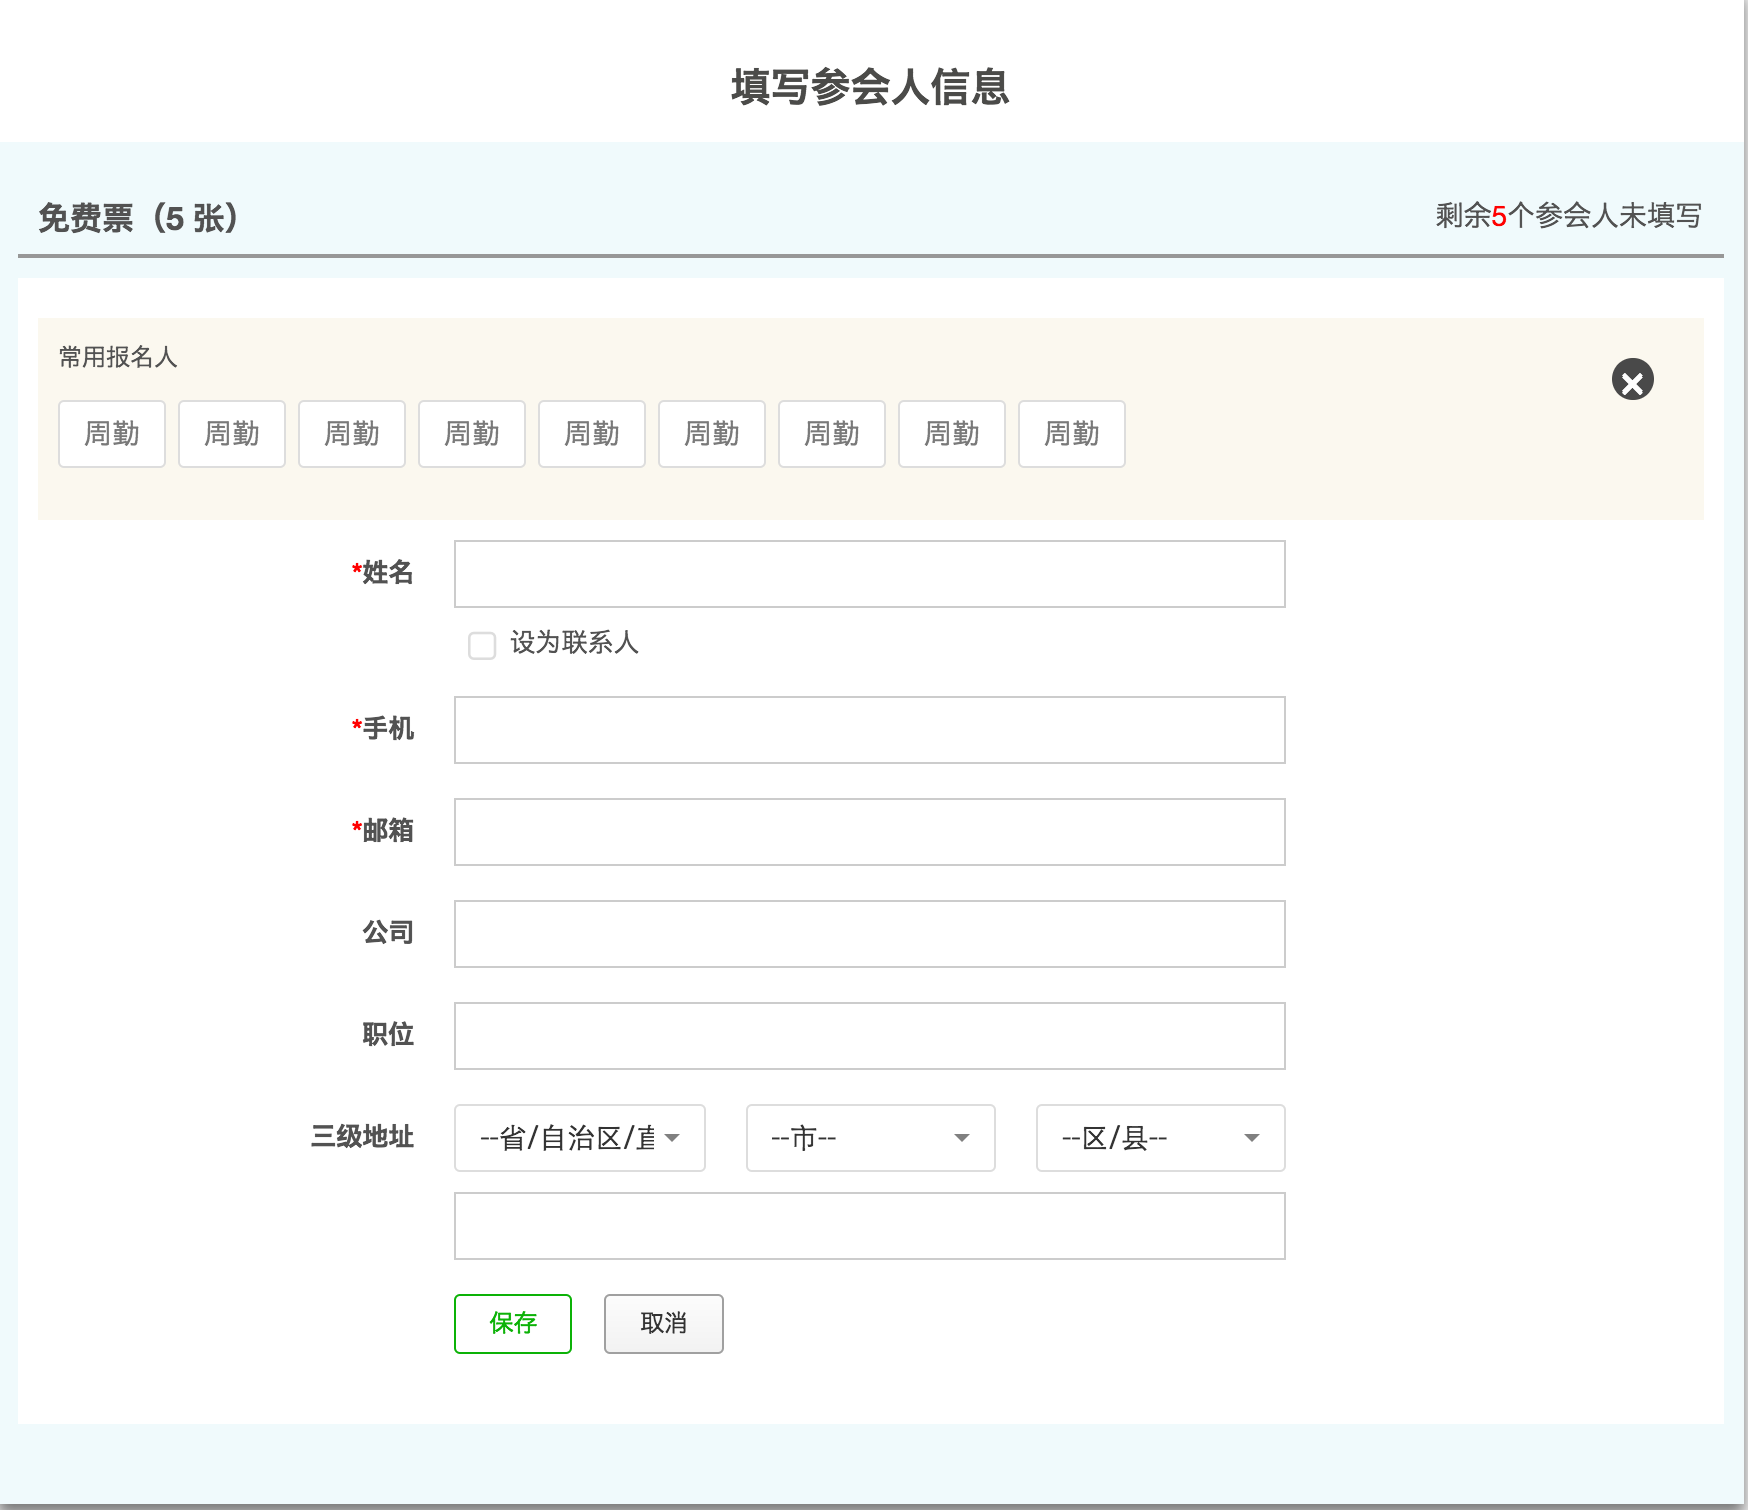 填写参会人信息
免费票（5 张）
剩余5个参会人未填写
常用报名人
周勤 周勤 周勤 周勤 周勤 周勤 周勤 周勤 周勤
*姓名
设为联系人
*手机
*邮箱
公司
职位
三级地址 --省/自治区/直 --市-- --区/县--
保存 取消